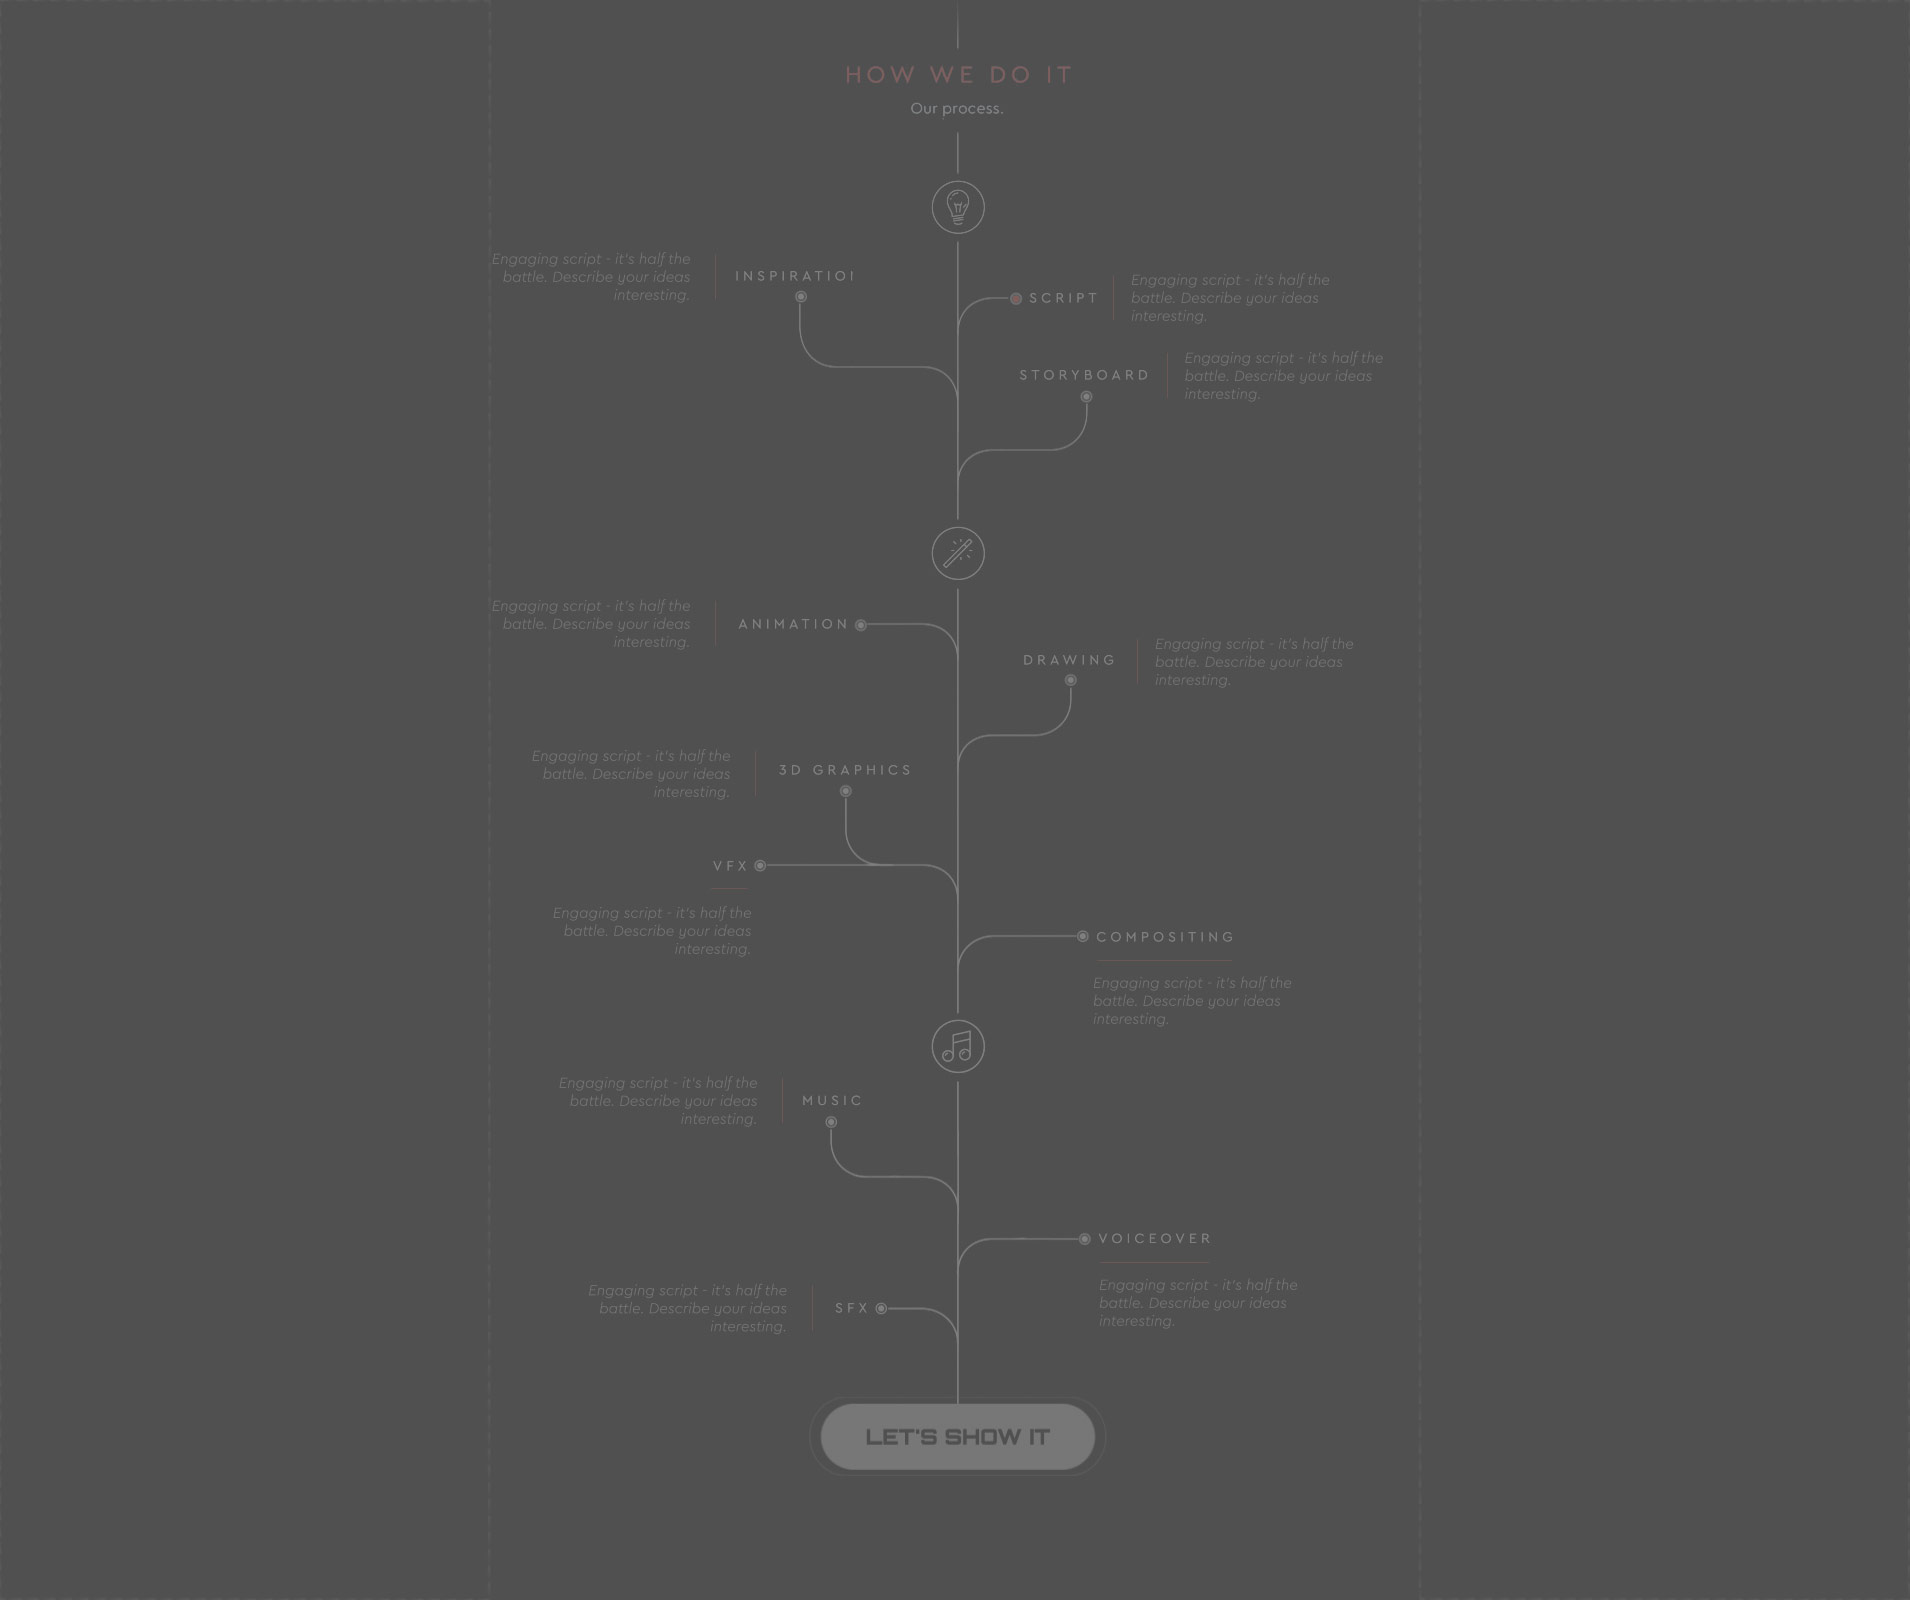 HOW WE DO IT
Our process.
Engaging script - it's half the
battle. Describe your ideas
interesting.
INSPIRATIOI
SCRIPT
Engaging script - it's half the
battle. Describe your ideas
interesting.
STORYBOARD
Engaging script - it's half the
battle. Describe your ideas
interesting.
Engaging script - it's half the
battle. Describe your ideas
interesting.
ANIMATION
DRAWING
Engaging script - it's half the
battle. Describe your ideas
interesting.
Engaging script - it's half the
battle. Describe your ideas
interesting.
3D GRAPHICS
VFX
Engaging script - it's half the
battle. Describe your ideas
interesting.
COMPOSITING
Engaging script - it's half the
battle. Describe your ideas
interesting.
Engaging script - it's half the
battle. Describe your ideas
interesting.
MUSIC
VOICEOVER
Engaging script - it's half the
battle. Describe your ideas
interesting.
Engaging script - it's half the
battle. Describe your ideas
interesting.
SFX
LET'S SHOW IT